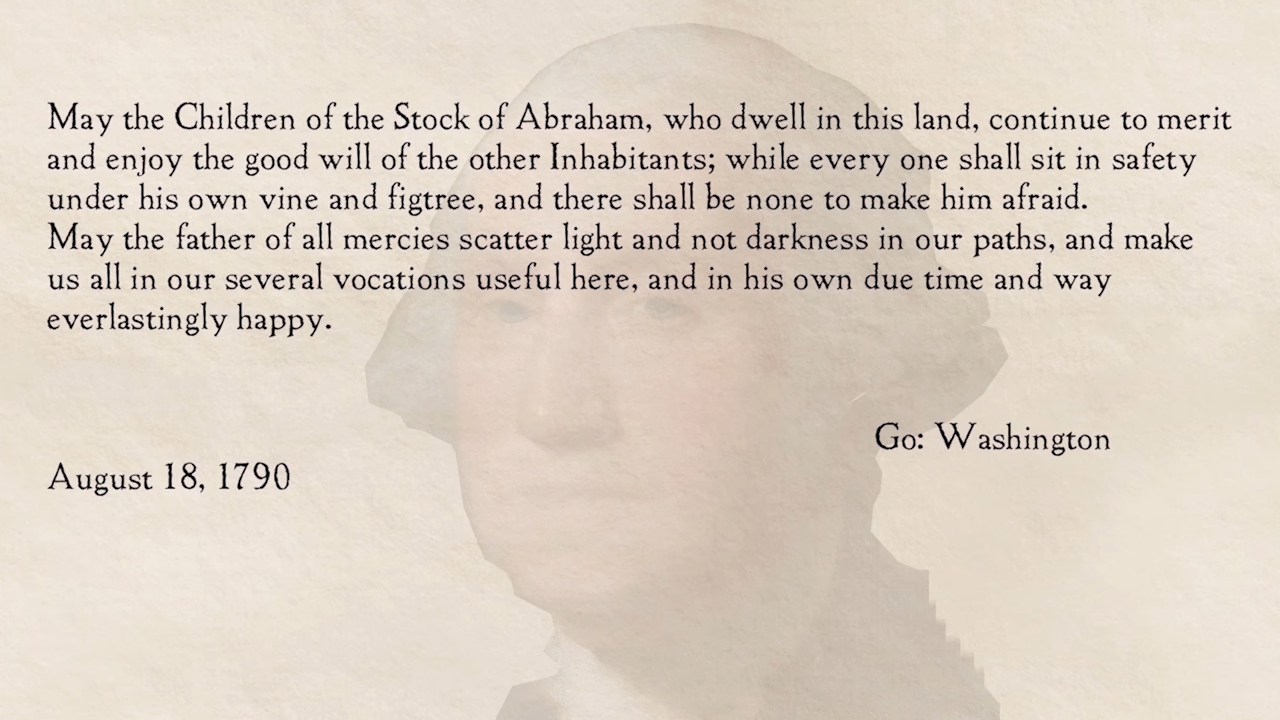 May the Children of the Stock of Abraham, who dwell in this land, continue to merit
and enjoy the good will of the other Inhabitants; while every one shall sit in safety
under his own vine and figtree, and there shall be none to make him afraid.
May the father of all mercies scatter light and not darkness in our paths, and make
us all in our several vocations useful here, and in his own due time and way
everlastingly happy.
Go: Washington
August 18, 1790